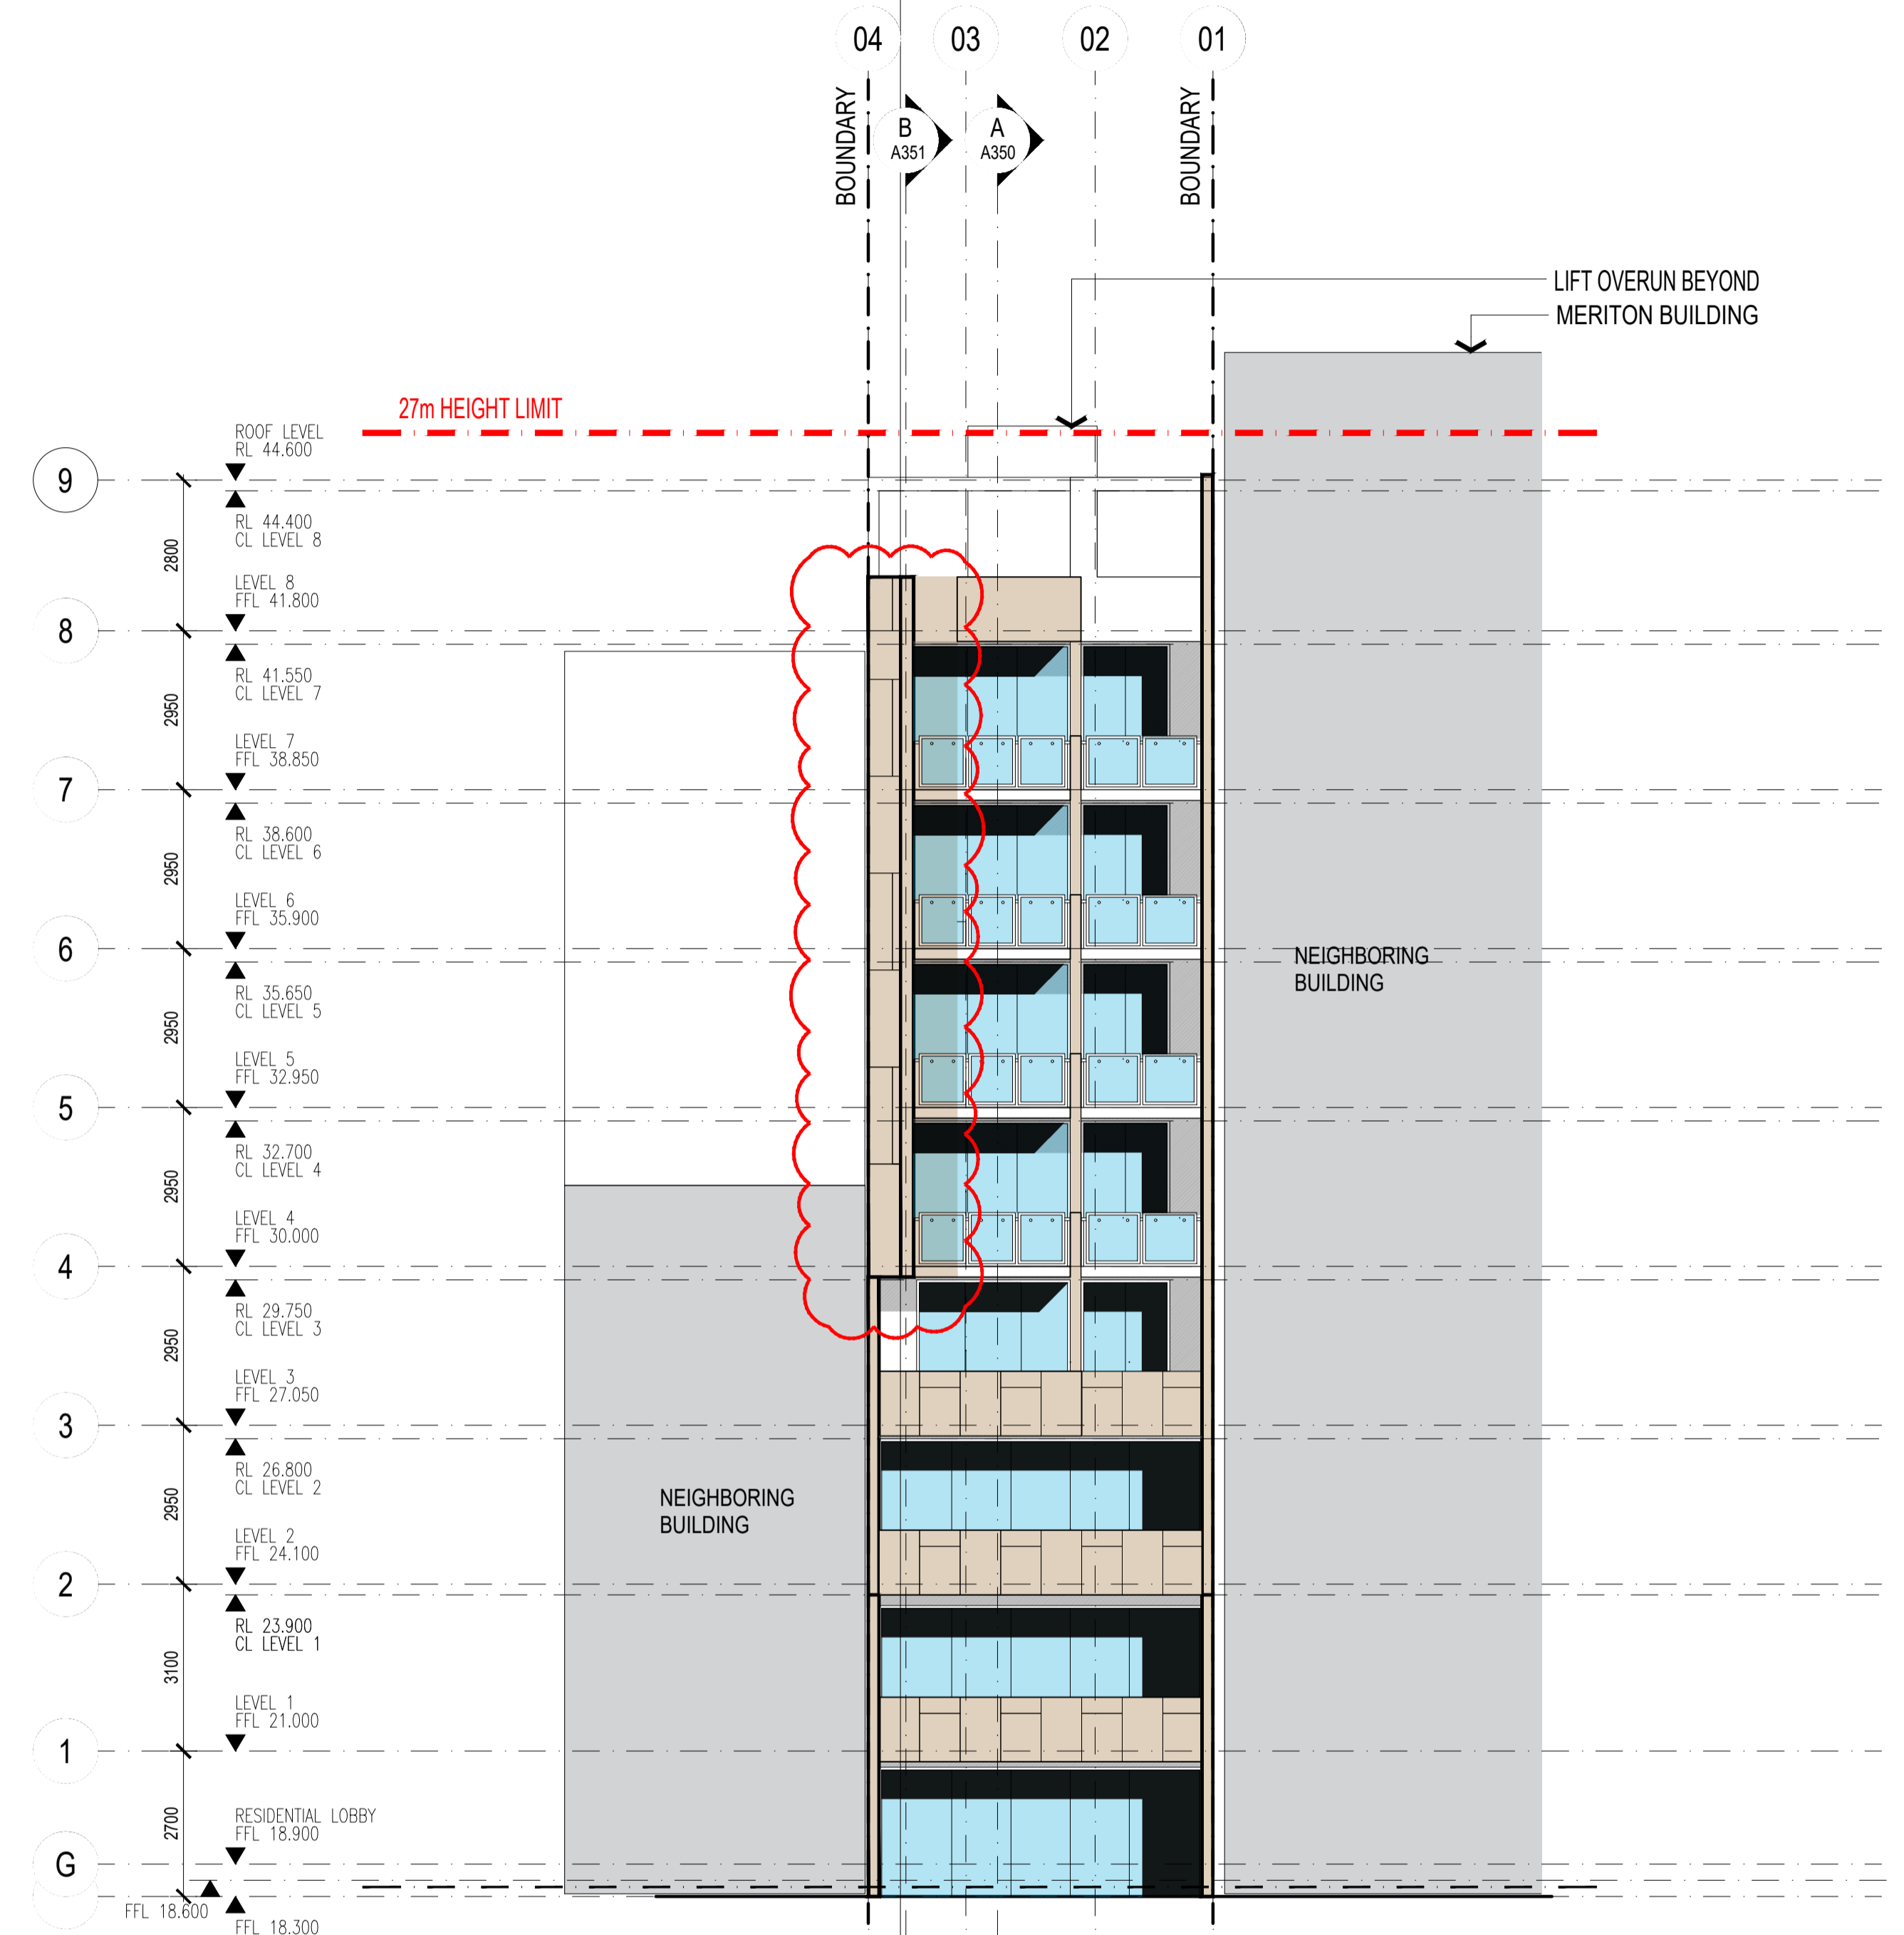 04
03
02
01
BOUNDARY
BOUNDARY
B
A351
A
A350
LIFT OVERUN BEYOND
MERITON BUILDING
27m HEIGHT LIMIT
ROOF LEVEL
RL 44.600
9
RL 44.400
CL LEVEL 8
2800
LEVEL 8
FFL 41.800
8
RL 41.550
CL LEVEL 7
2950
LEVEL 7
FFL 38.850
7
RL 38.600
CL LEVEL 6
2950
LEVEL 6
FFL 35.900
6
NEIGHBORING
BUILDING
RL 35.650
CL LEVEL 5
2950
LEVEL 5
FFL 32.950
5
RL 32.700
CL LEVEL 4
2950
LEVEL 4
FFL 30.000
4
RL 29.750
CL LEVEL 3
2950
LEVEL 3
FFL 27.050
3
RL 26.800
CL LEVEL 2
2950
NEIGHBORING
BUILDING
LEVEL 2
FFL 24.100
2
RL 23.900
CL LEVEL 1
3100
LEVEL 1
FFL 21.000
1
2700
RESIDENTIAL LOBBY
FFL 18.900
G
FFL 18.600
FFL 18.300